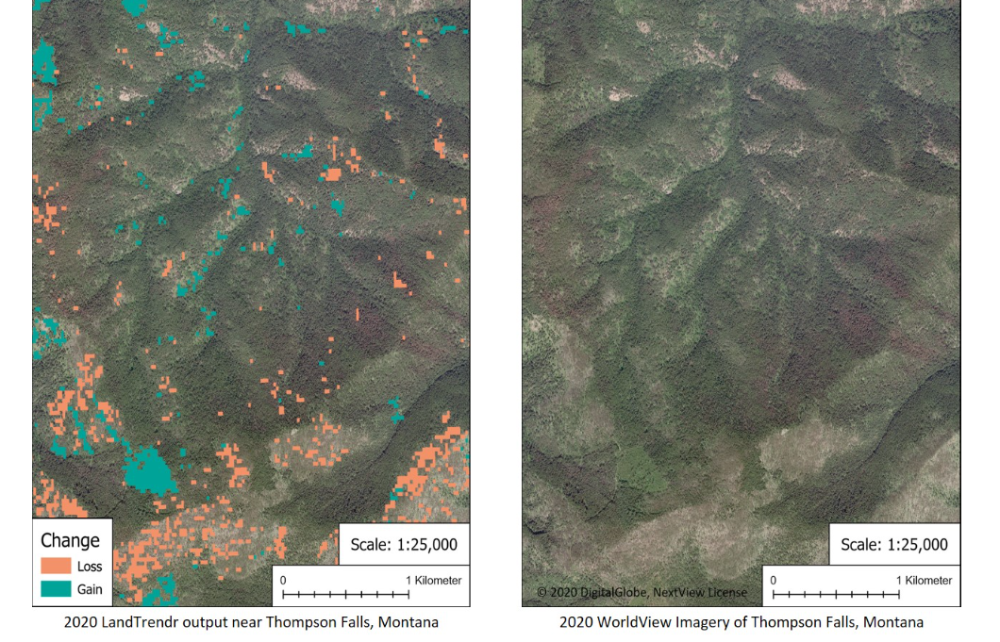 Change
Loss
Gain
Scale: 1:25,000
0 1 Kilometer
2020 LandTrendr output near Thompson Falls, Montana
Scale: 1:25,000
0 1 Kilometer
© 2020 DigitalGlobe, NextView License
2020 WorldView Imagery of Thompson Falls, Montana